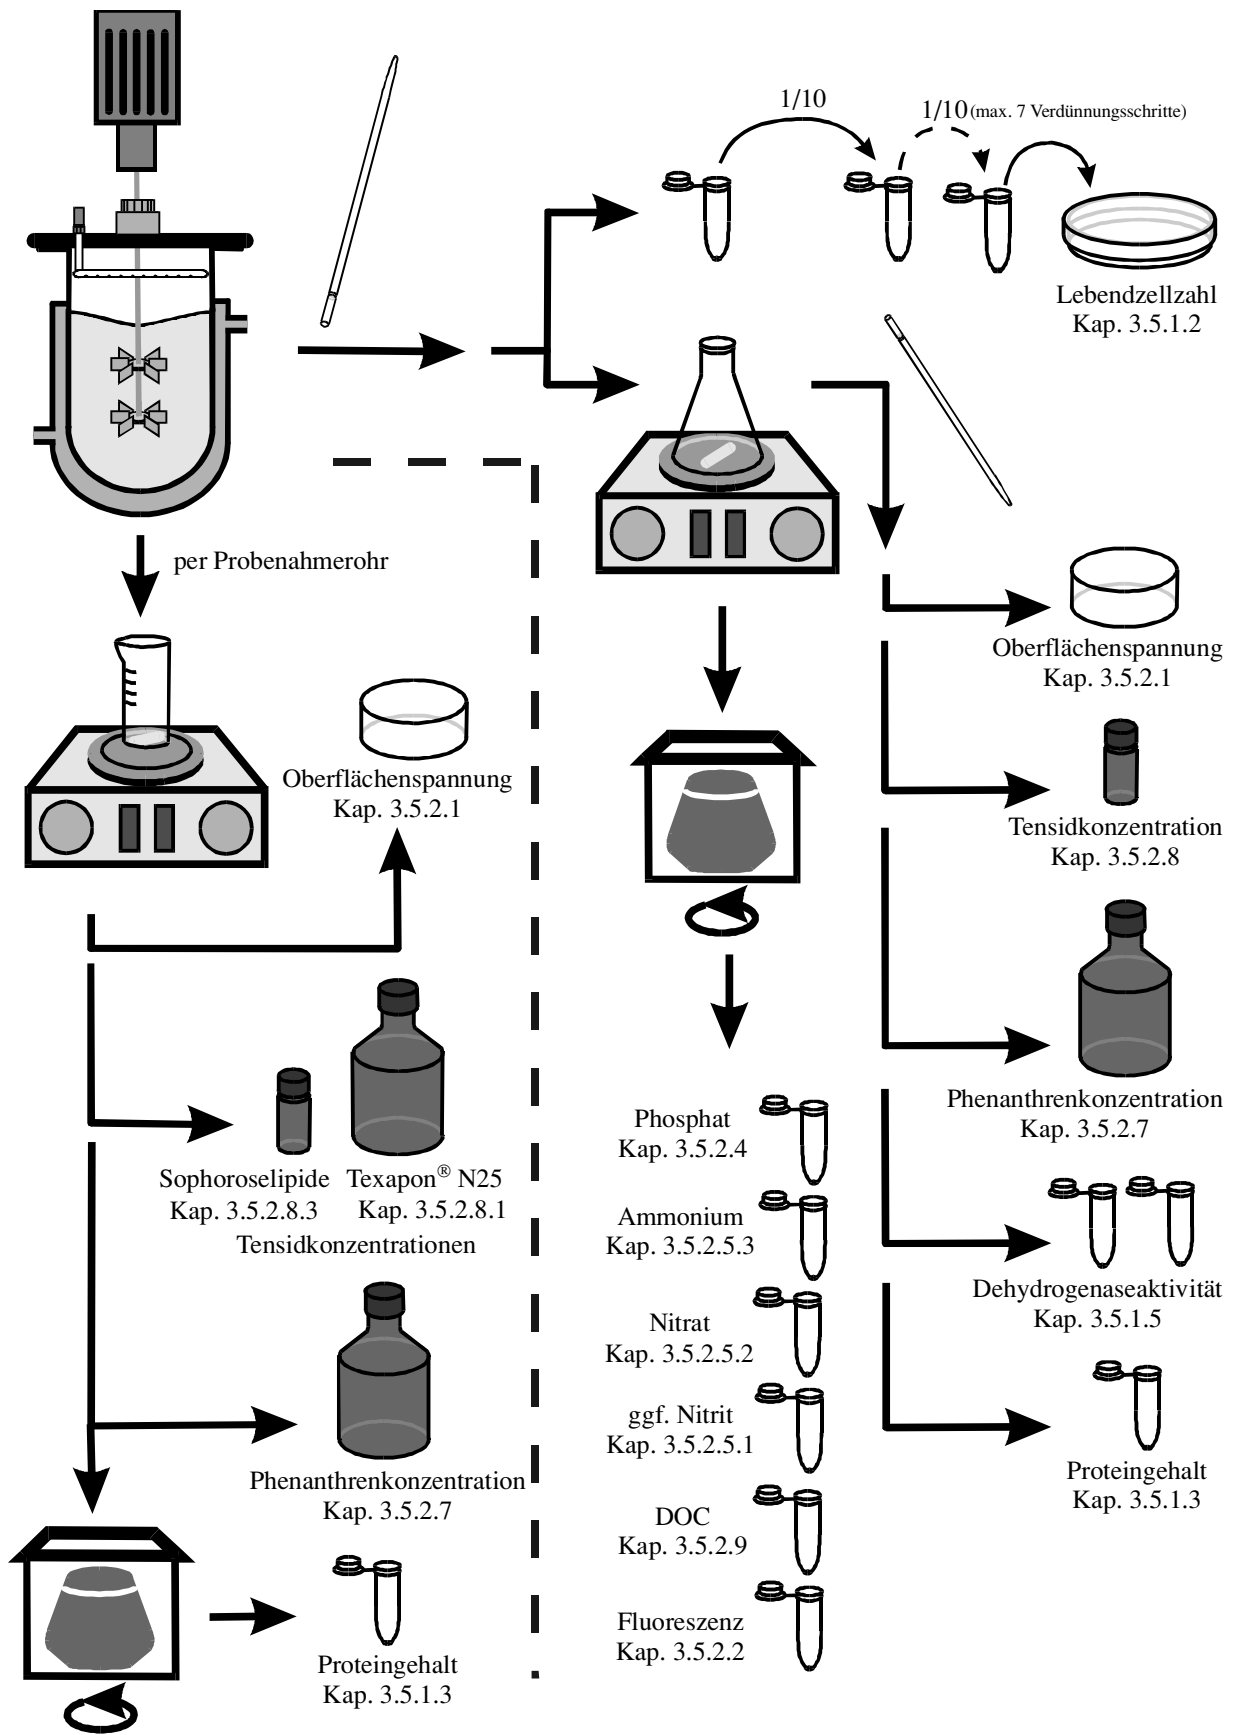 1/10
1/10 (max. 7 Verdünnungsschritte)
Lebendzellzahl
Kap. 3.5.1.2
per Probenahmerohr
Oberflächenspannung
Kap. 3.5.2.1
Sophoroselipide
Kap. 3.5.2.8.3
Texapon® N25
Kap. 3.5.2.8.1
Tensidkonzentrationen
Phenanthrenkonzentration
Kap. 3.5.2.7
Proteingehalt
Kap. 3.5.1.3
Phosphat
Kap. 3.5.2.4
Ammonium
Kap. 3.5.2.5.3
Nitrat
Kap. 3.5.2.5.2
ggf. Nitrit
Kap. 3.5.2.5.1
DOC
Kap. 3.5.2.9
Fluoreszenz
Kap. 3.5.2.2
Oberflächenspannung
Kap. 3.5.2.1
Tensidkonzentration
Kap. 3.5.2.8
Phenanthrenkonzentration
Kap. 3.5.2.7
Dehydrogenaseaktivität
Kap. 3.5.1.5
Proteingehalt
Kap. 3.5.1.3